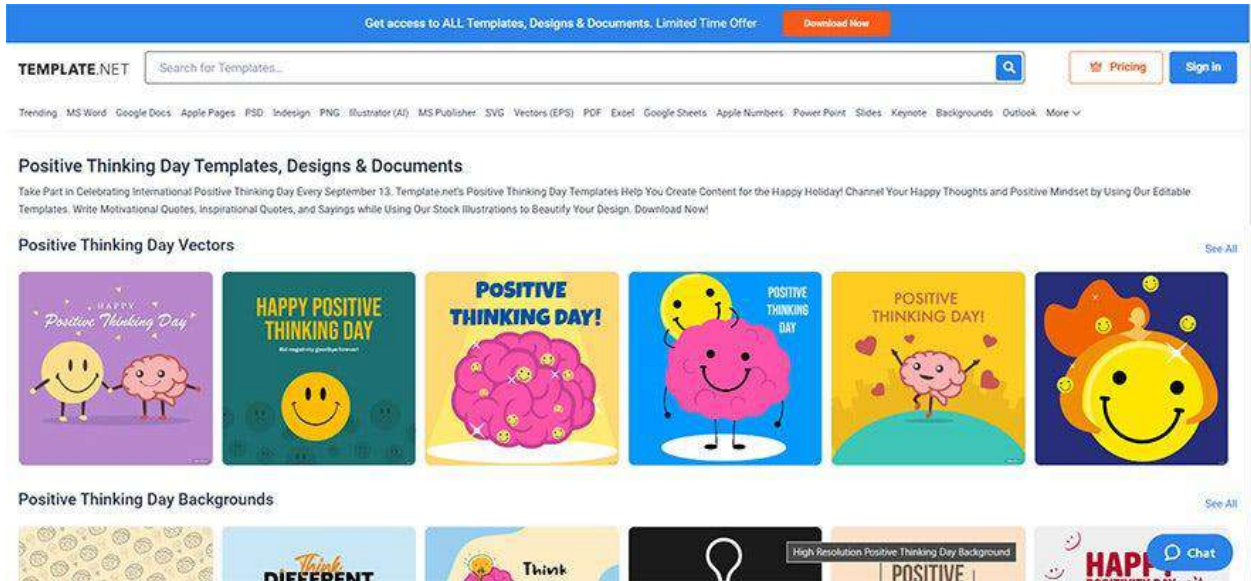 Get access to ALL Templates, Designs & Documents. Limited Time Offer
Download Now
TEMPLATE.NET
Search for Templates...
Pricing
Sign in
Trending MS Word Google Docs Apple Pages PSD Indesign PNG Illustrator (AI) MS Publisher SVG Vectors (EPS) PDF Excel Google Sheets Apple Numbers Power Point Slides Keynote Backgrounds Outlook More
Positive Thinking Day Templates, Designs & Documents
Take Part in Celebrating International Positive Thinking Day Every September 13. Template.net's Positive Thinking Day Templates Help You Create Content for the Happy Holiday! Channel Your Happy Thoughts and Positive Mindset by Using Our Editable
Templates. Write Motivational Quotes, Inspirational Quotes, and Sayings while Using Our Stock Illustrations to Beautify Your Design. Download Now!
Positive Thinking Day Vectors
See All
HAPPY
Positive Thinking Day
HAPPY POSITIVE
THINKING DAY
POSITIVE
THINKING DAY!
POSITIVE
THINKING
DAY
POSITIVE
THINKING DAY!
Positive Thinking Day Backgrounds
See All
Think
DIFFERENT
Think
High Resolution Positive Thinking Day Background
POSITIVE
Chat